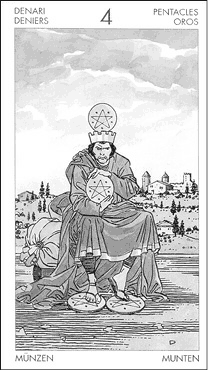 DENARI
DENIERS
4
PENTACLES
OROS
MÜNZEN
MUNTEN